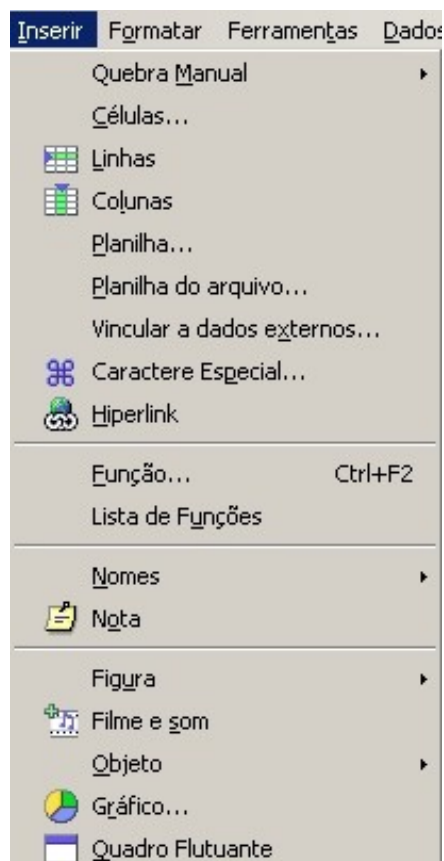 Inserir Formatar Ferramentas Dados
Quebra Manual
Células...
Linhas
Colunas
Planilha...
Planilha do arquivo...
Vincular a dados externos...
Caractere Especial...
Hiperlink
Função... Ctrl+F2
Lista de Funções
Nomes
Nota
Figura
Filme e som
Objeto
Gráfico...
Quadro Flutuante